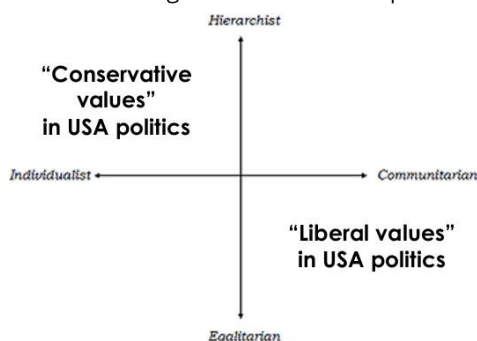 Hierarchist
“Conservative
values”
in USA politics
Individualist
Communitarian
“Liberal values”
in USA politics
Egalitarian